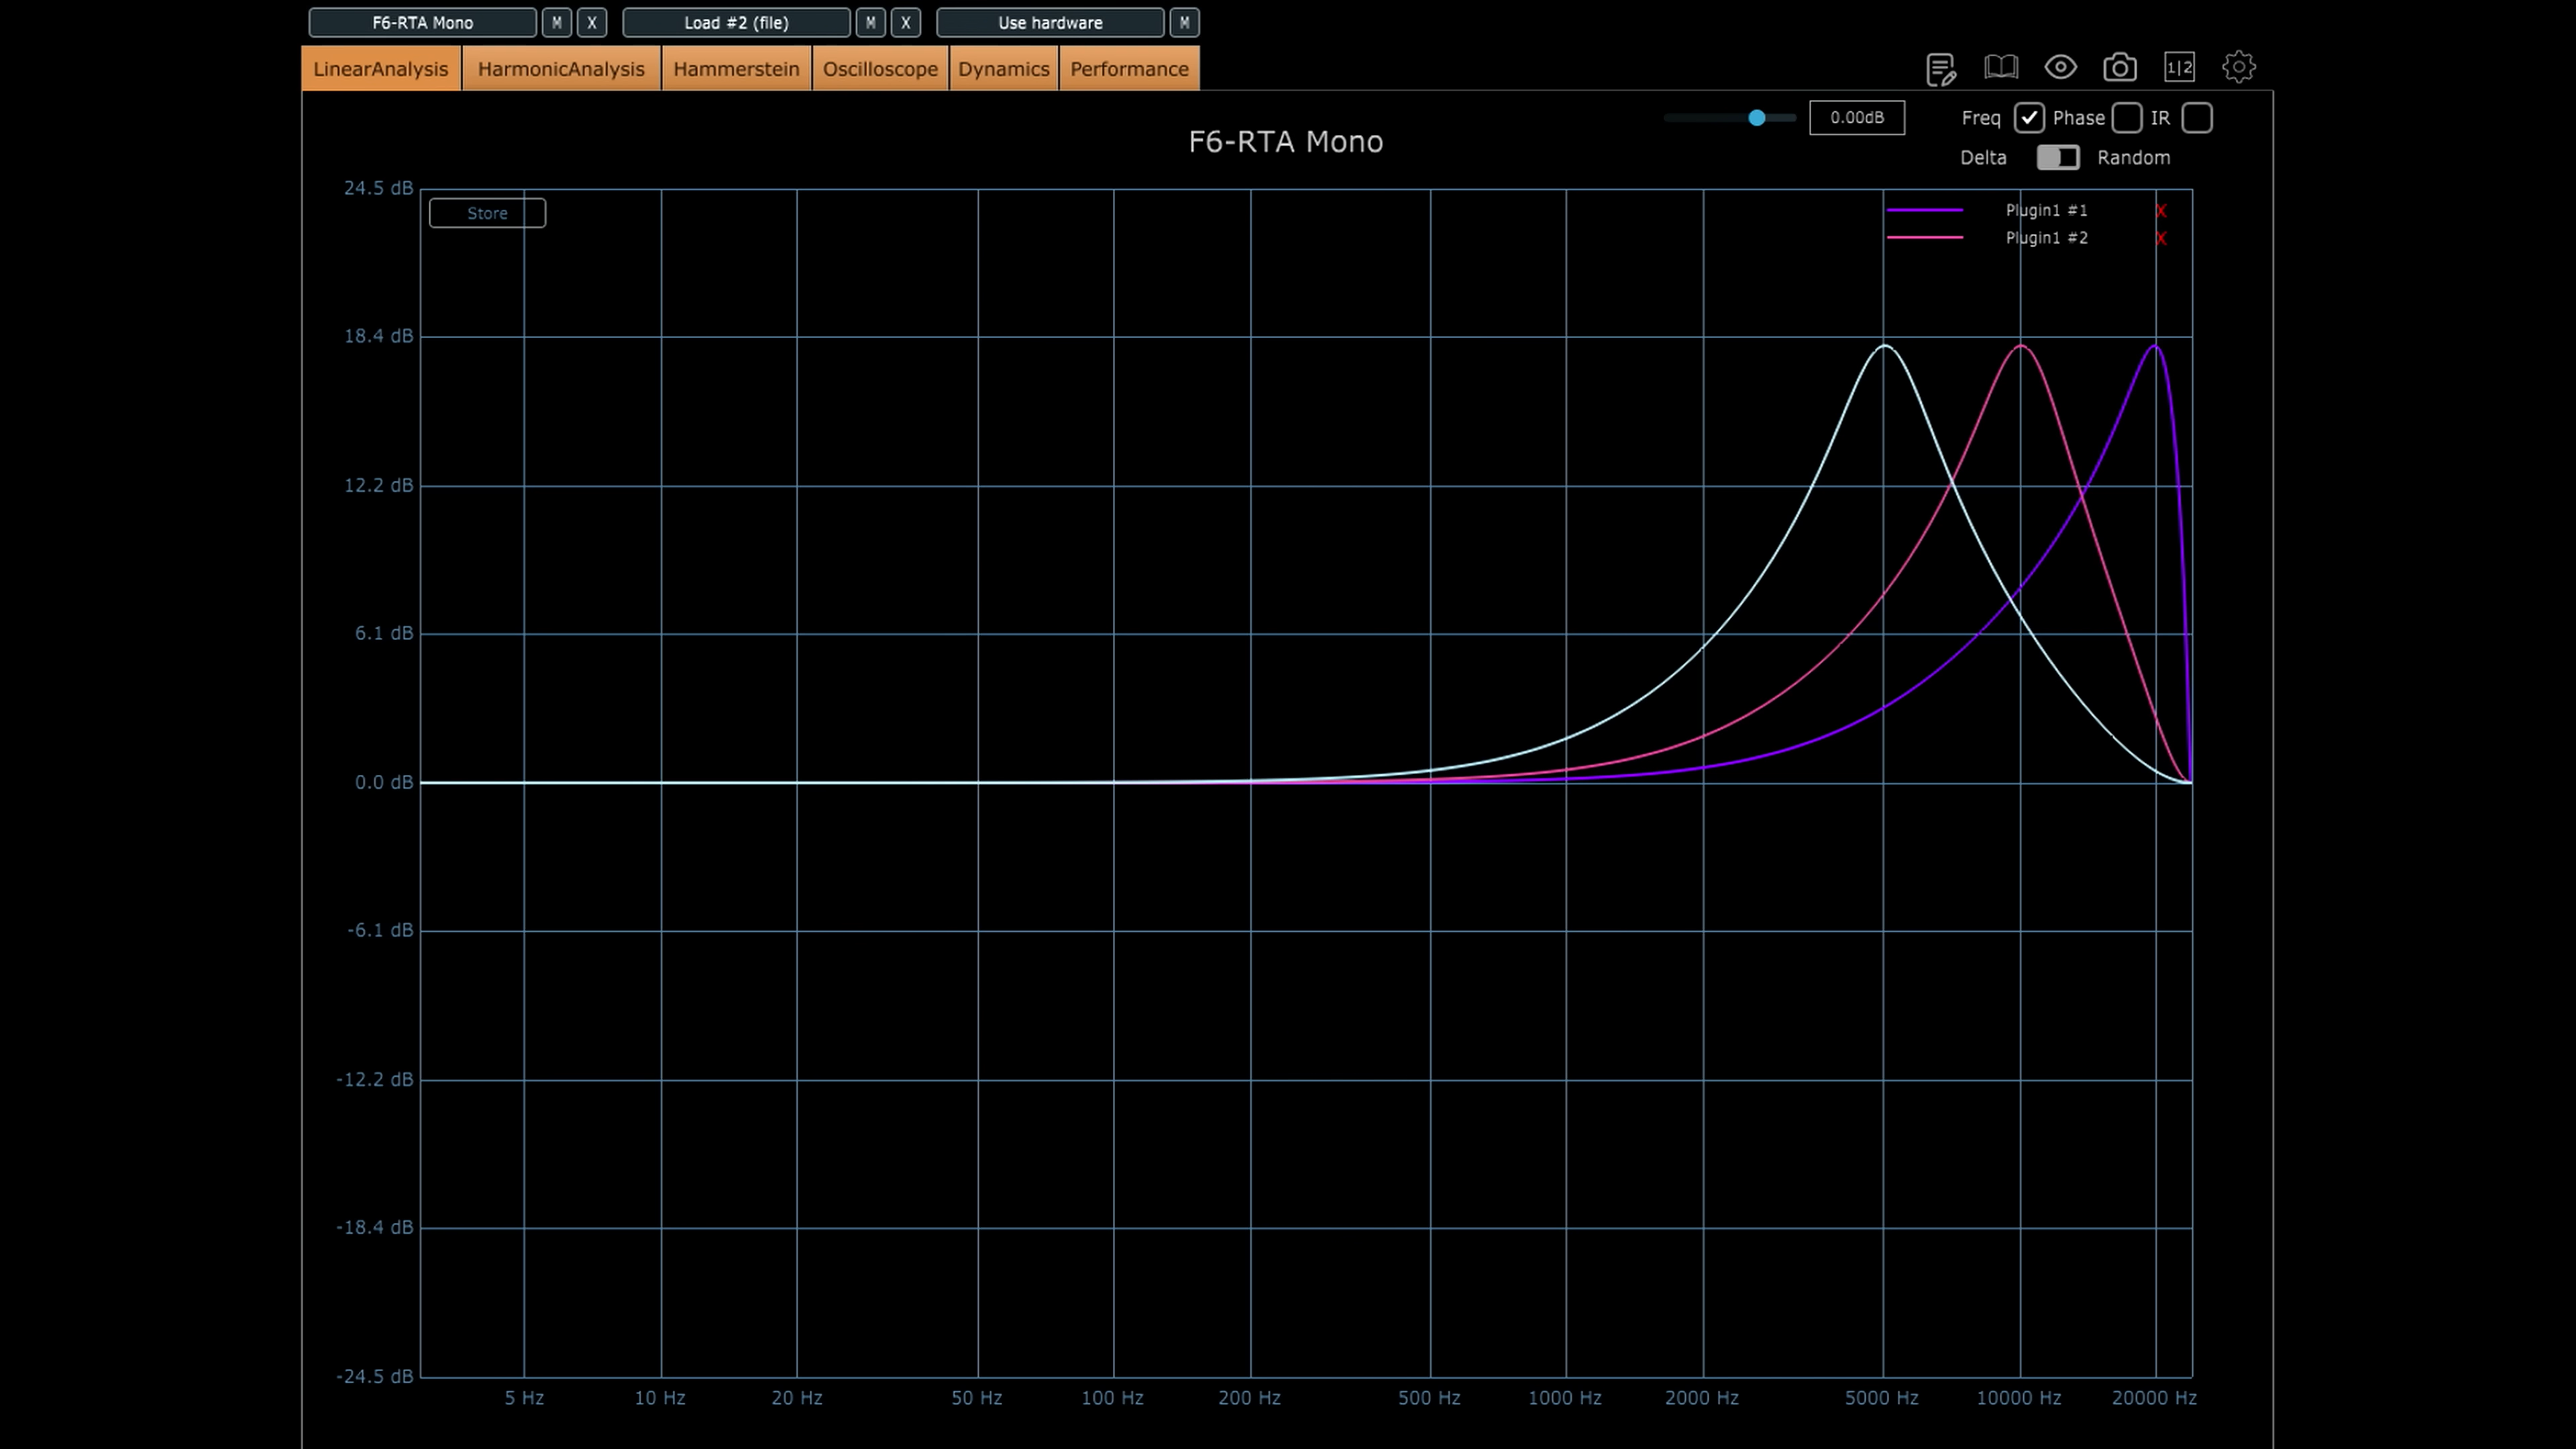 F6-RTA Mono M X Load #2 (file) M X Use hardware M
LinearAnalysis HarmonicAnalysis Hammerstein Oscilloscope Dynamics Performance
1|2
0.00dB Freq Phase IR
F6-RTA Mono
Delta Random
24.5 dB
Store
Plugin1 #1 X
Plugin1 #2 X
18.4 dB
12.2 dB
6.1 dB
0.0 dB
-6.1 dB
-12.2 dB
-18.4 dB
-24.5 dB
5 Hz 10 Hz 20 Hz 50 Hz 100 Hz 200 Hz 500 Hz 1000 Hz 2000 Hz 5000 Hz 10000 Hz 20000 Hz